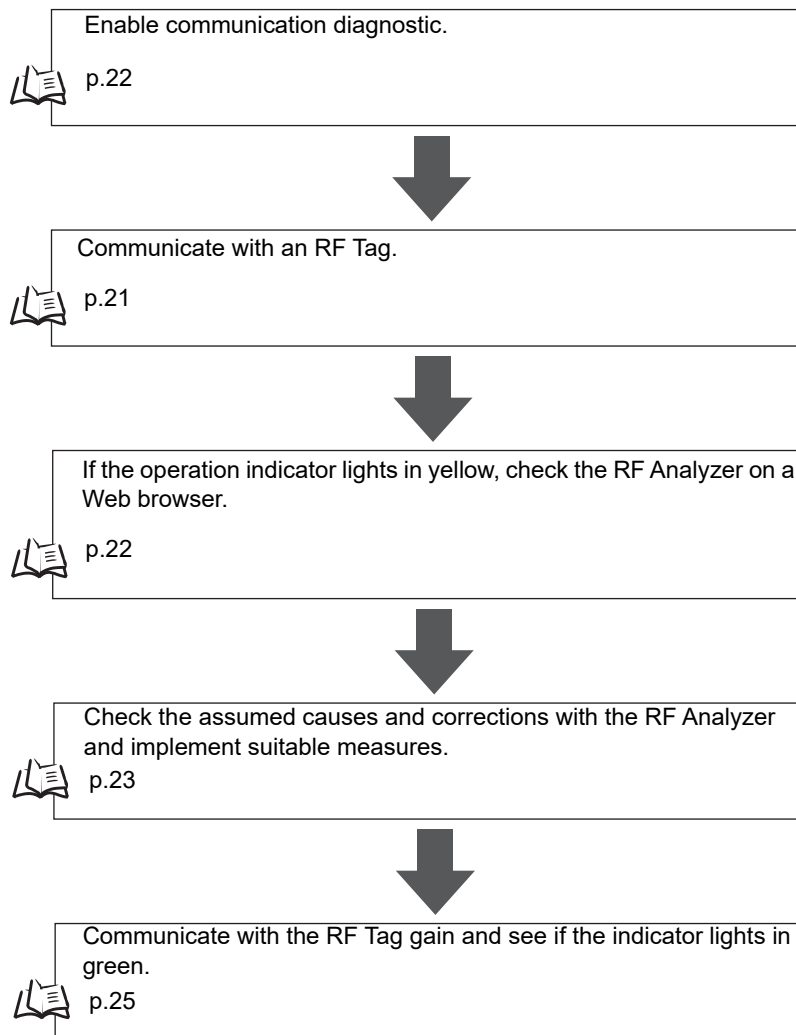 Enable communication diagnostic.
p.22
Communicate with an RF Tag.
p.21
If the operation indicator lights in yellow, check the RF Analyzer on a
Web browser.
p.22
Check the assumed causes and corrections with the RF Analyzer
and implement suitable measures.
p.23
Communicate with the RF Tag gain and see if the indicator lights in
green.
p.25